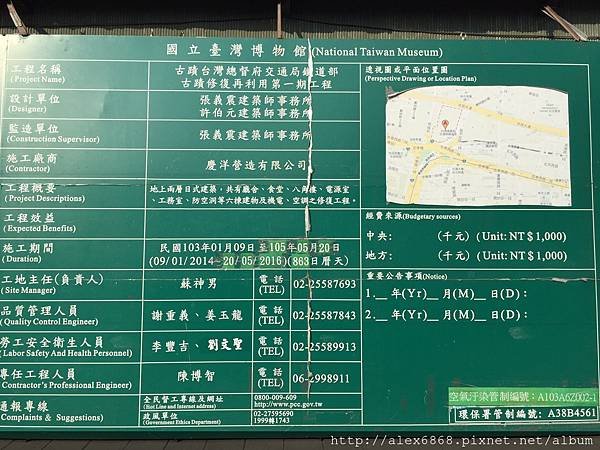 國立臺灣博物館(National Taiwan Museum)
工程名稱
(Project Name)
古蹟台灣總督府交通局鐵道部
古蹟修復再利用第一期工程
設計單位
(Designer)
張義震建築師事務所
許伯元建築師事務所
監造單位
(Construction Supervisor)
張義震建築師事務所
施工廠商
(Contractor)
慶洋營造有限公司
工程概要
(Project Descriptions)
地上兩層日式建築,共有廳舍、食堂、八角樓、電源室
、工務室、防空洞等六棟建物及機電、空調之修復工程。
工程效益
(Expected Benefits)
施工期間
(Duration)
民國103年01月09日至105年05月20日
(09/01/2014~20/05/2016)(863日曆天)
工地主任(負責人)
(Site Manager)
蘇神男
電話
(TEL)
02-25587693
品質管理人員
(Quality Control Engineer)
謝重義、姜玉龍
電話
(TEL)
02-25587843
勞工安全衛生人員
(Labor Safety And Health Personnel)
李豐吉、劉文聖
電話
(TEL)
02-25589913
專任工程人員
(Contractor's Professional Engineer)
陳博智
電話
(TEL)
06-2998911
通報專線
(Complaints & Suggestions)
全民督工專線及網址
(Hot Line and Internet address)
0800-009-609
http://www.pcc.gov.tw
政風單位
(Government Ethics Department)
02-27595690
1999轉1743
透視圖或平面位置圖
(Perspective Drawing or Location Plan)
經費來源(Budgetary sources)
中央: (千元) (Unit: NT$1,000)
地方: (千元) (Unit: NT$1,000)
重要公告事項(Notice)
1.__年(Yr)__月(M)__日(D):
2.__年(Yr)__月(M)__日(D):
空氣汙染管制編號:A103A6Z002-1
環保署管制編號: A38B4561
http://alex6868.pixnet.net/album